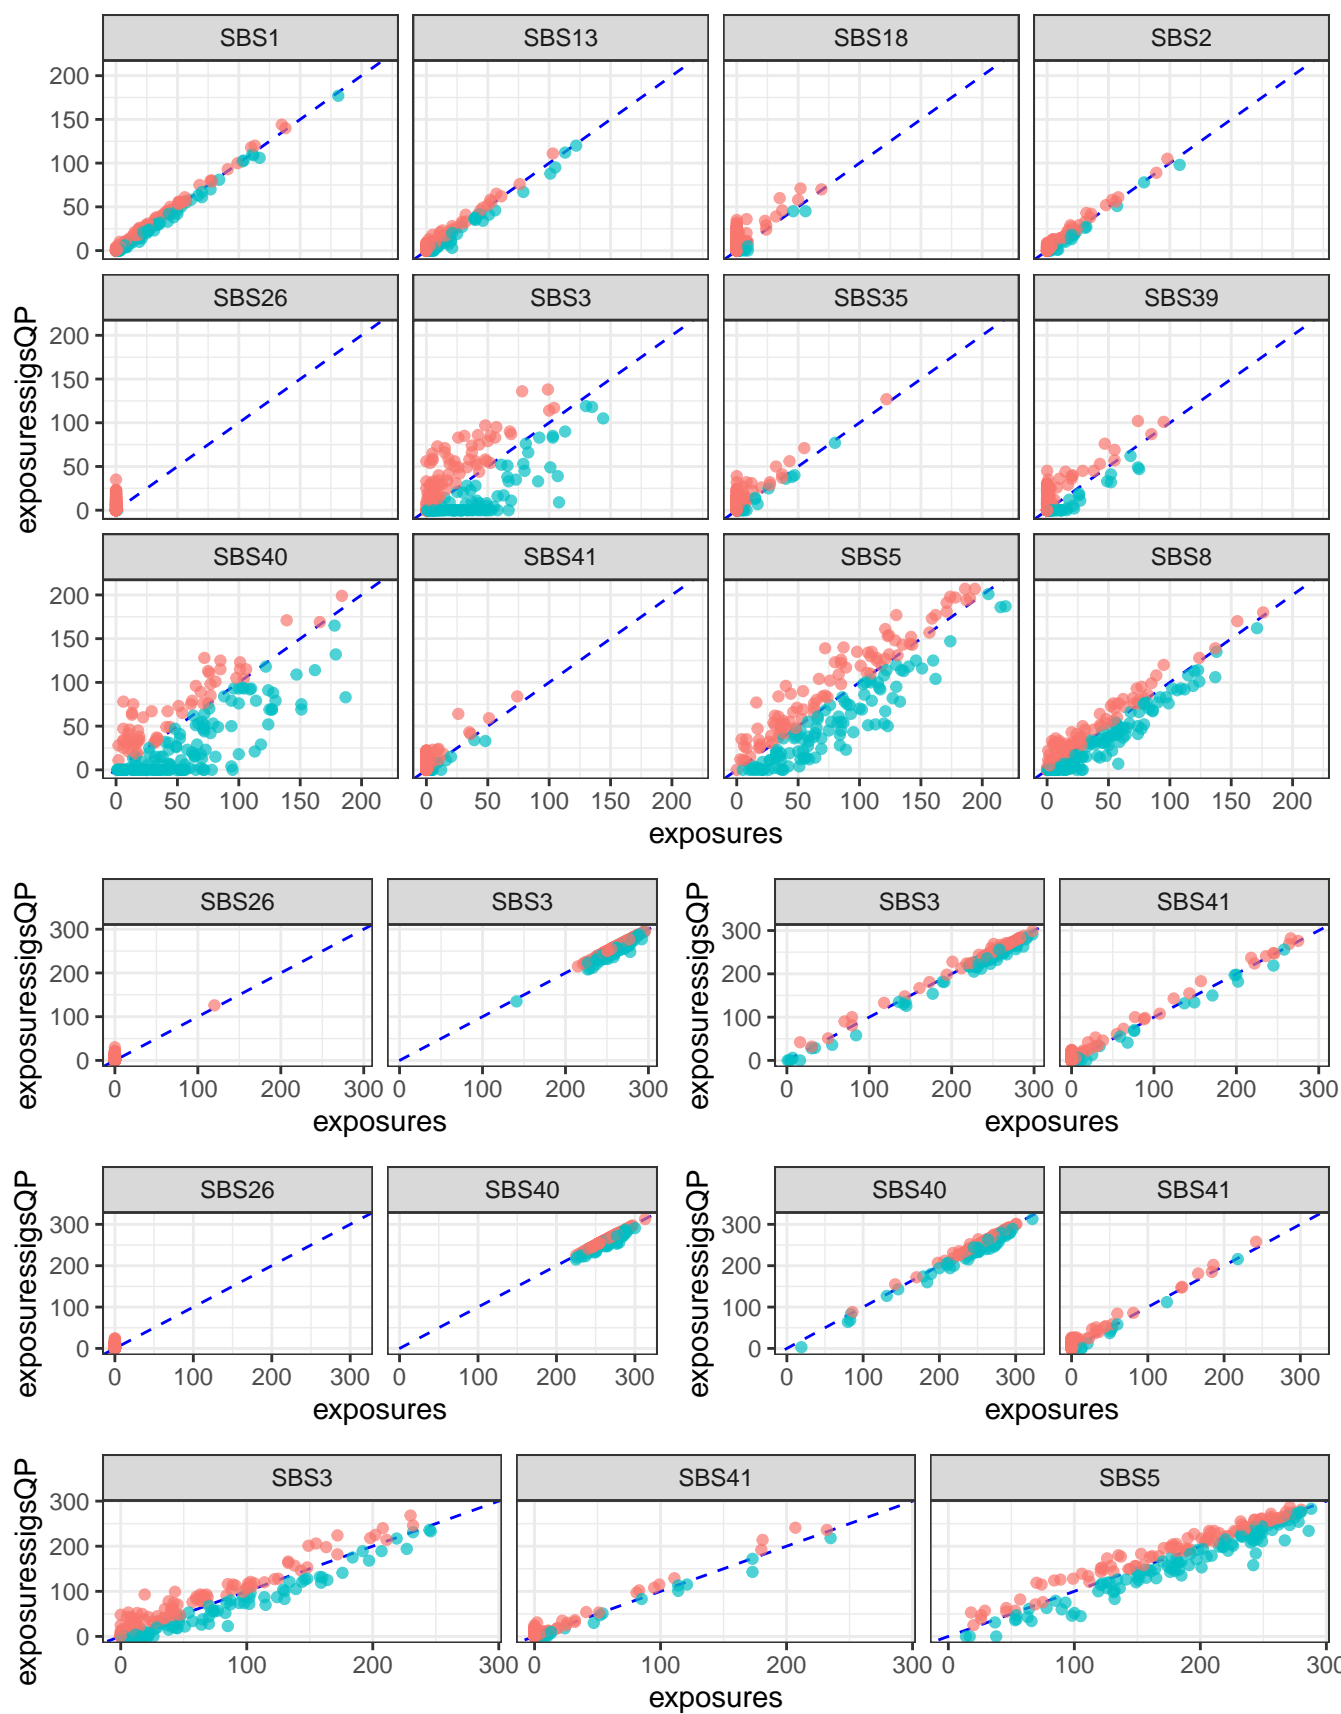 SBS1 SBS13 SBS18 SBS2
200
150
100
50
0
SBS26 SBS3 SBS35 SBS39
200
150
100
50
0
exposuressigsQP
SBS40 SBS41 SBS5 SBS8
200
150
100
50
0
0 50 100 150 200 0 50 100 150 200 0 50 100 150 200 0 50 100 150 200
exposures
SBS26 SBS3
300
200
100
0
exposuressigsQP
0 100 200 300 0 100 200 300
exposures
SBS3 SBS41
300
200
100
0
exposuressigsQP
0 100 200 300 0 100 200 300
exposures
SBS26 SBS40
300
200
100
0
exposuressigsQP
0 100 200 300 0 100 200 300
exposures
SBS40 SBS41
300
200
100
0
exposuressigsQP
0 100 200 300 0 100 200 300
exposures
SBS3 SBS41 SBS5
300
200
100
0
exposuressigsQP
0 100 200 300 0 100 200 300 0 100 200 300
exposures